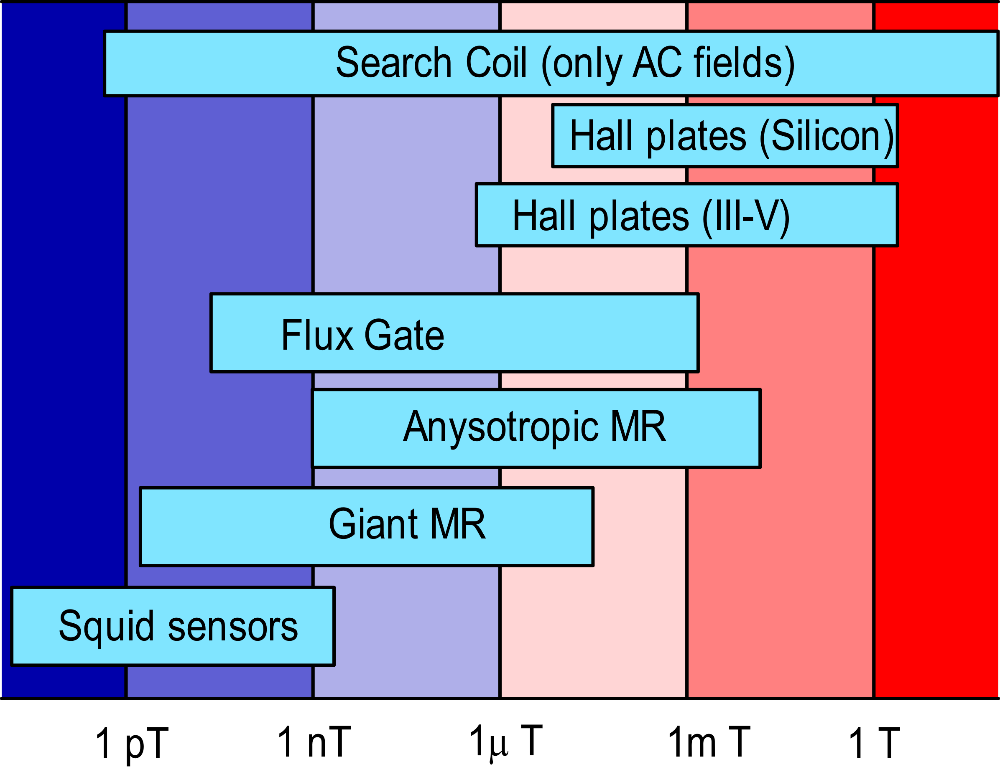 Search Coil (only AC fields)
Hall plates (Silicon)
Hall plates (III-V)
Flux Gate
Anysotropic MR
Giant MR
Squid sensors
1 pT 1 nT 1μ T 1m T 1 T